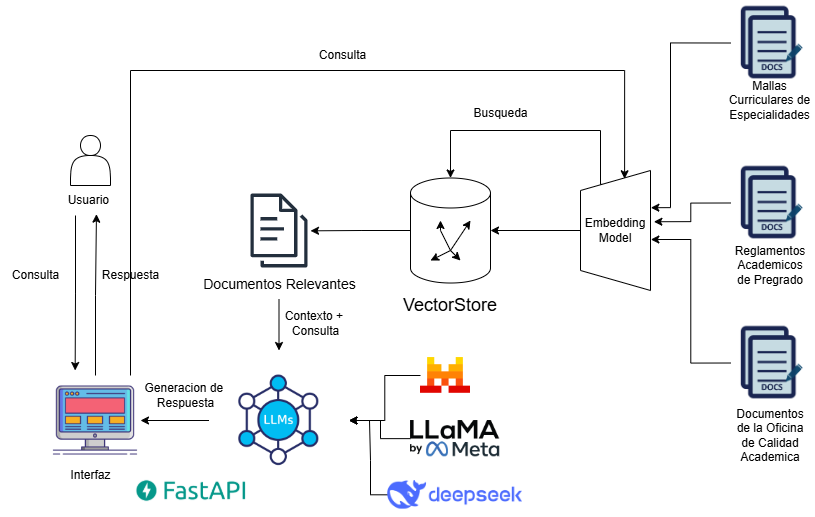 Consulta
DOCS
Mallas
Curriculares de
Especialidades
Busqueda
Usuario
Embedding
Model
DOCS
Reglamentos
Academicos
de Pregrado
Consulta
Respuesta
Documentos Relevantes
VectorStore
Contexto +
Consulta
DOCS
Generacion de
Respuesta
LLMs
LLaMA
by Meta
Documentos
de la Oficina
de Calidad
Academica
Interfaz
FastAPI
deepseek